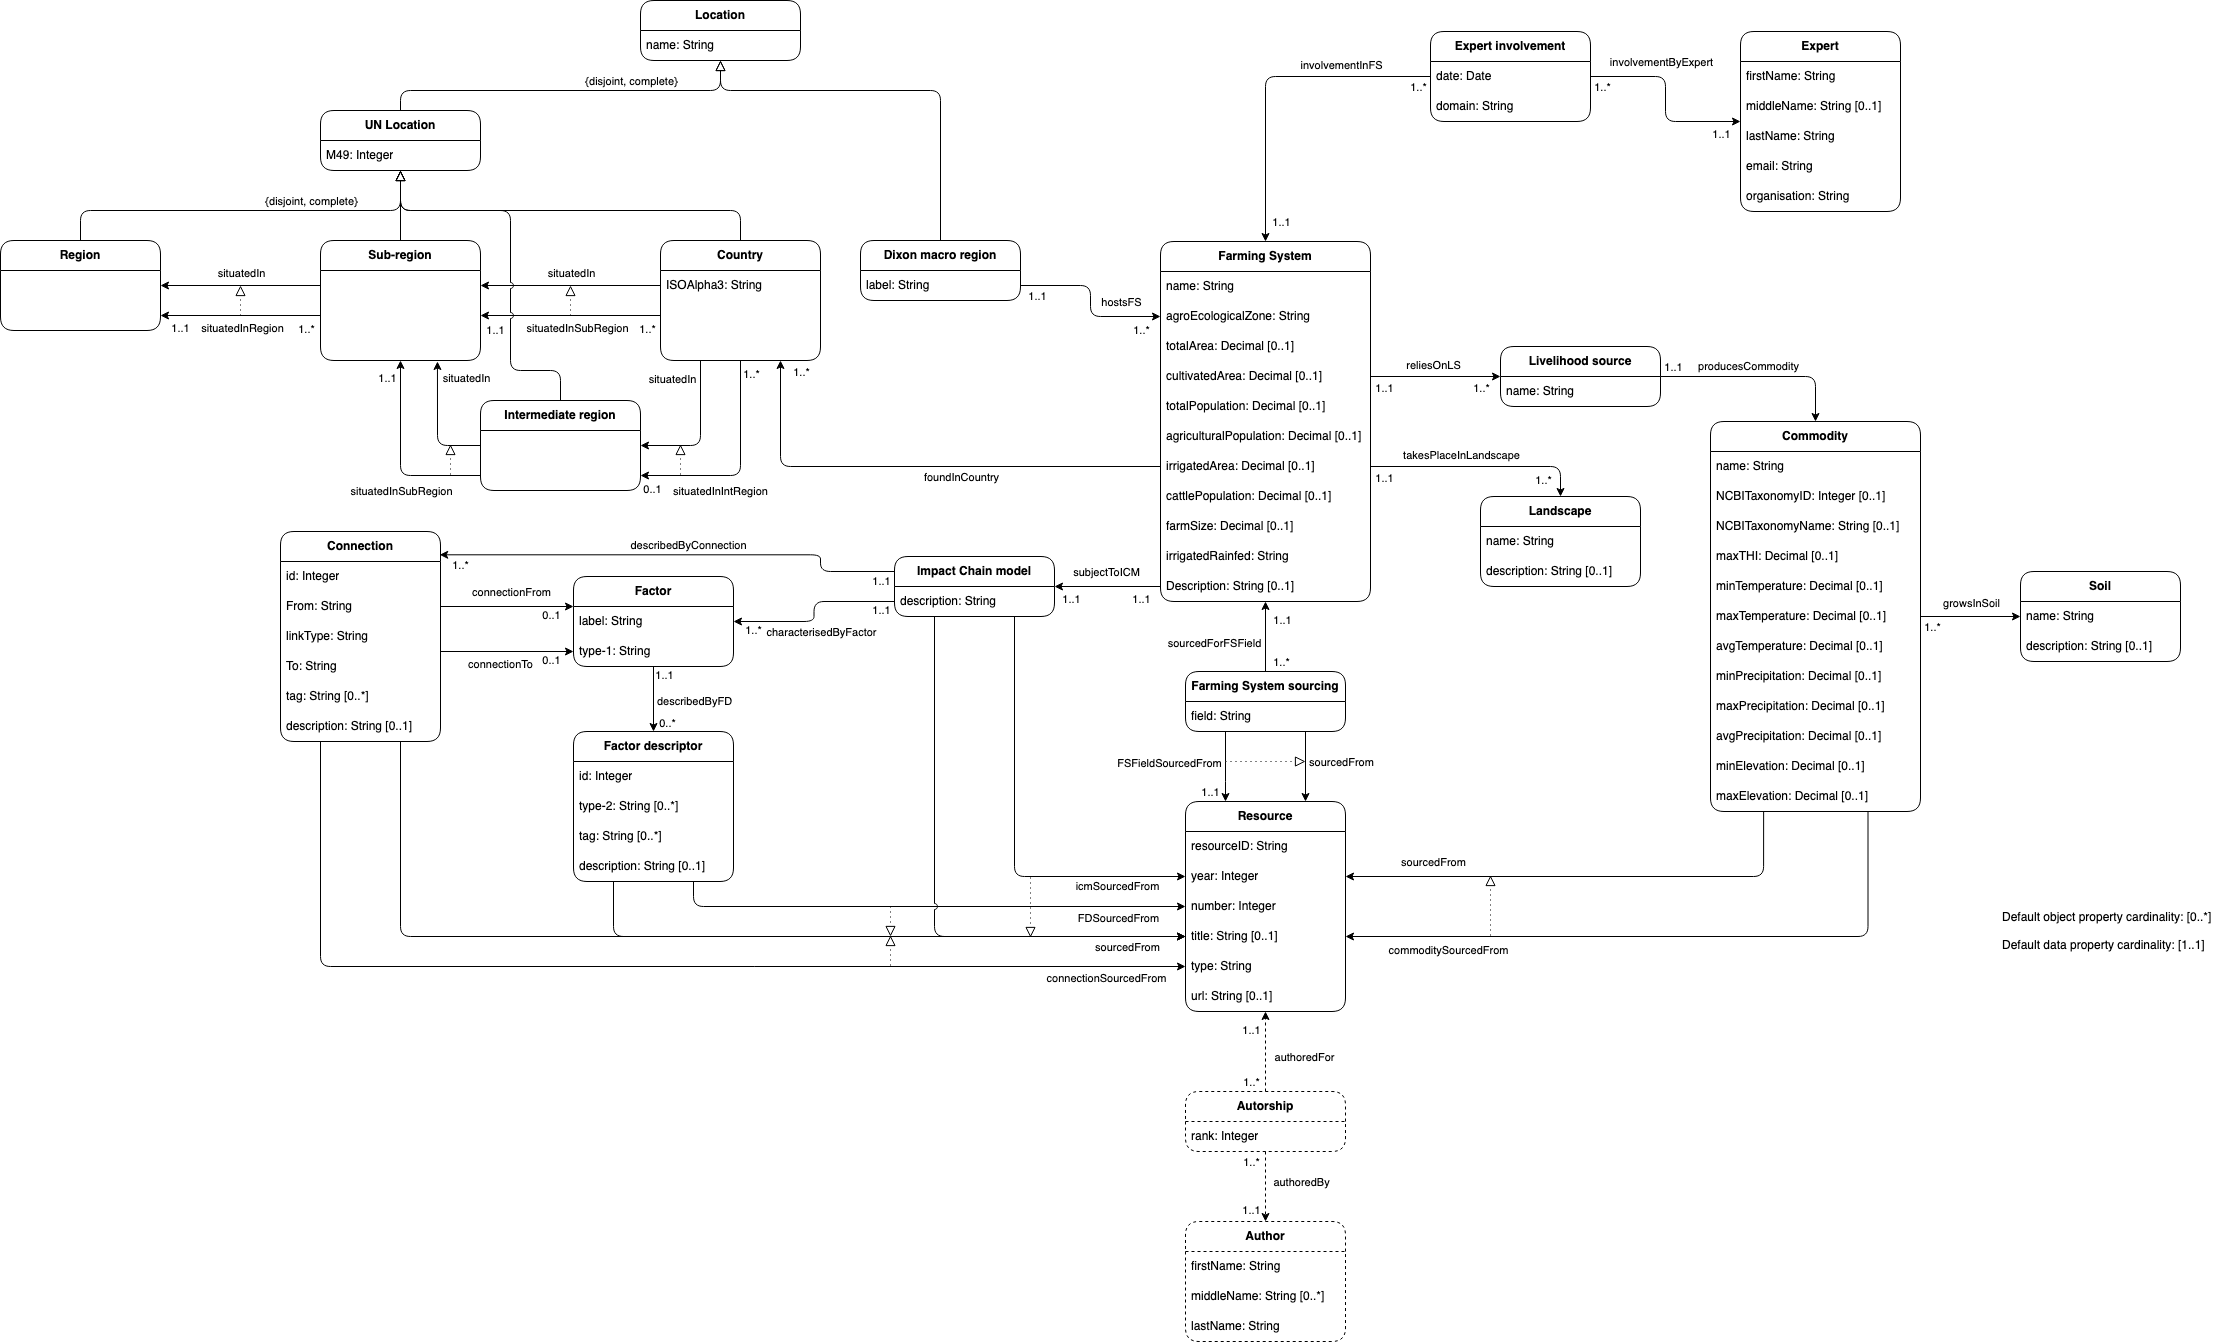 Location
name: String
{disjoint, complete}
UN Location
M49: Integer
{disjoint, complete}
Region
situatedIn
1..1
situatedInRegion
1..*
Sub-region
situatedIn
1..1
situatedInSubRegion
1..*
Country
ISOAlpha3: String
1..1
situatedIn
situatedIn
1..*
1..*
Intermediate region
situatedInSubRegion
0..1
situatedInIntRegion
Dixon macro region
label: String
1..1
hostsFS
1..*
Expert involvement
date: Date
domain: String
involvementInFS
1..*
1..1
involvementByExpert
1..*
1..1
Expert
firstName: String
middleName: String [0..1]
lastName: String
email: String
organisation: String
Farming System
name: String
agroEcologicalZone: String
totalArea: Decimal [0..1]
cultivatedArea: Decimal [0..1]
totalPopulation: Decimal [0..1]
agriculturalPopulation: Decimal [0..1]
irrigatedArea: Decimal [0..1]
cattlePopulation: Decimal [0..1]
farmSize: Decimal [0..1]
irrigatedRainfed: String
Description: String [0..1]
foundInCountry
reliesOnLS
1..1
1..*
Livelihood source
name: String
1..1
producesCommodity
takesPlaceInLandscape
1..1
1..*
Landscape
name: String
description: String [0..1]
Commodity
name: String
NCBITaxonomyID: Integer [0..1]
NCBITaxonomyName: String [0..1]
maxTHI: Decimal [0..1]
minTemperature: Decimal [0..1]
maxTemperature: Decimal [0..1]
avgTemperature: Decimal [0..1]
minPrecipitation: Decimal [0..1]
maxPrecipitation: Decimal [0..1]
avgPrecipitation: Decimal [0..1]
minElevation: Decimal [0..1]
maxElevation: Decimal [0..1]
growsInSoil
1..*
Soil
name: String
description: String [0..1]
Connection
id: Integer
From: String
linkType: String
To: String
tag: String [0..*]
description: String [0..1]
describedByConnection
1..*
1..1
connectionFrom
0..1
connectionTo
0..1
Factor
label: String
type-1: String
Impact Chain model
description: String
1..1
1..*
characterisedByFactor
subjectToICM
1..1
1..1
1..1
describedByFD
0..*
Factor descriptor
id: Integer
type-2: String [0..*]
tag: String [0..*]
description: String [0..1]
1..1
sourcedForFSField
1..*
Farming System sourcing
field: String
FSFieldSourcedFrom
sourcedFrom
1..1
Resource
resourceID: String
year: Integer
number: Integer
title: String [0..1]
type: String
url: String [0..1]
icmSourcedFrom
FDSourcedFrom
sourcedFrom
connectionSourcedFrom
sourcedFrom
commoditySourcedFrom
Default object property cardinality: [0..*]
Default data property cardinality: [1..1]
1..1
authoredFor
1..*
Autorship
rank: Integer
1..*
authoredBy
1..1
Author
firstName: String
middleName: String [0..*]
lastName: String